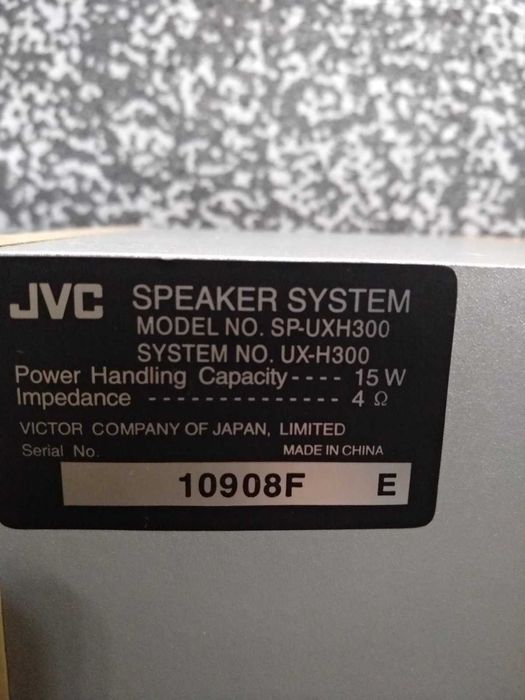 JVC SPEAKER SYSTEM
MODEL NO. SP-UXH300
SYSTEM NO. UX-H300
Power Handling Capacity - - - - 15 W
Impedance - - - - - - - - - - - - - - - 4 Ω
VICTOR COMPANY OF JAPAN, LIMITED
Serial No. MADE IN CHINA
10908F E